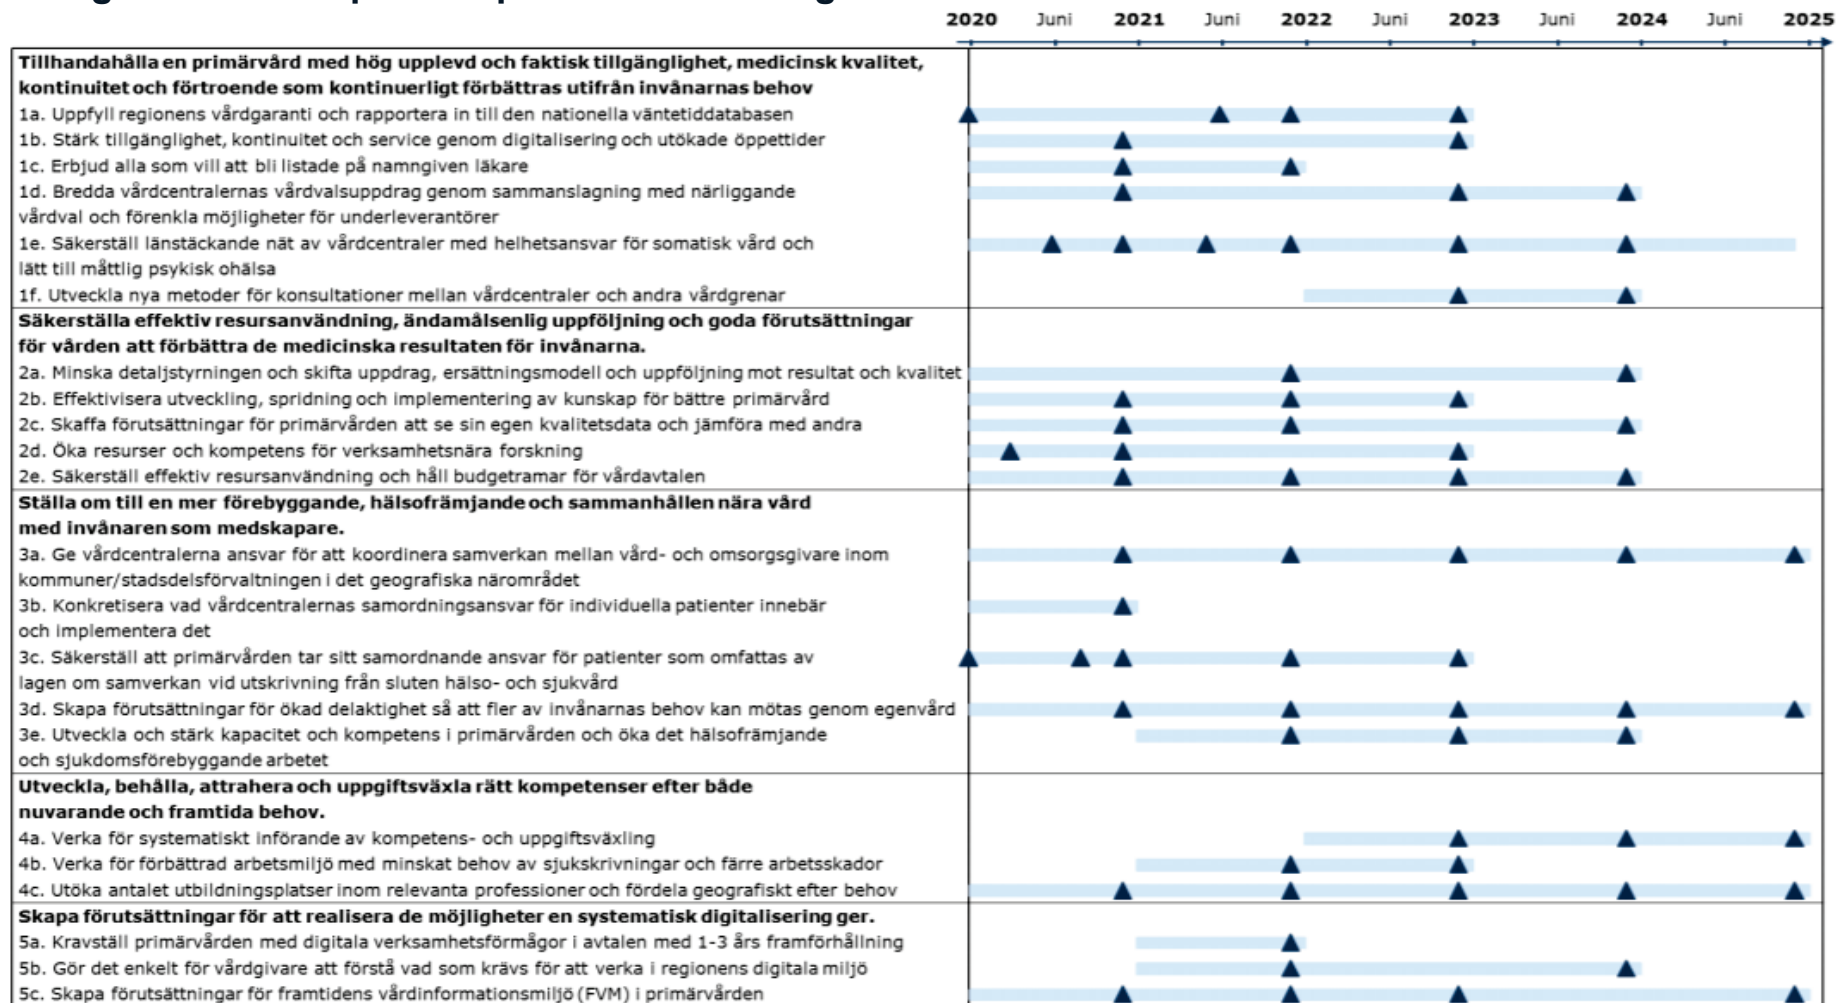 2020 Juni 2021 Juni 2022 Juni 2023 Juni 2024 Juni 2025
Tillhandahålla en primärvård med hög upplevd och faktisk tillgänglighet, medicinsk kvalitet,
kontinuitet och förtroende som kontinuerligt förbättras utifrån invånarnas behov
1a. Uppfyll regionens vårdgaranti och rapportera in till den nationella väntetiddatabasen
1b. Stärk tillgänglighet, kontinuitet och service genom digitalisering och utökade öppettider
1c. Erbjud alla som vill att bli listade på namngiven läkare
1d. Bredda vårdcentralernas vårdvalsuppdrag genom sammanslagning med närliggande
vårdval och förenkla möjligheter för underleverantörer
1e. Säkerställ länstäckande nät av vårdcentraler med helhetsansvar för somatisk vård och
lätt till måttlig psykisk ohälsa
1f. Utveckla nya metoder för konsultationer mellan vårdcentraler och andra vårdgrenar
Säkerställa effektiv resursanvändning, ändamålsenlig uppföljning och goda förutsättningar
för vården att förbättra de medicinska resultaten för invånarna.
2a. Minska detaljstyrningen och skifta uppdrag, ersättningsmodell och uppföljning mot resultat och kvalitet
2b. Effektivisera utveckling, spridning och implementering av kunskap för bättre primärvård
2c. Skaffa förutsättningar för primärvården att se sin egen kvalitetsdata och jämföra med andra
2d. Öka resurser och kompetens för verksamhetsnära forskning
2e. Säkerställ effektiv resursanvändning och håll budgetramar för vårdavtalen
Ställa om till en mer förebyggande, hälsofrämjande och sammanhållen nära vård
med invånaren som medskapare.
3a. Ge vårdcentralerna ansvar för att koordinera samverkan mellan vård- och omsorgsgivare inom
kommuner/stadsdelsförvaltningen i det geografiska närområdet
3b. Konkretisera vad vårdcentralernas samordningsansvar för individuella patienter innebär
och implementera det
3c. Säkerställ att primärvården tar sitt samordnande ansvar för patienter som omfattas av
lagen om samverkan vid utskrivning från sluten hälso- och sjukvård
3d. Skapa förutsättningar för ökad delaktighet så att fler av invånarnas behov kan mötas genom egenvård
3e. Utveckla och stärk kapacitet och kompetens i primärvården och öka det hälsofrämjande
och sjukdomsförebyggande arbetet
Utveckla, behålla, attrahera och uppgiftsväxla rätt kompetenser efter både
nuvarande och framtida behov.
4a. Verka för systematiskt införande av kompetens- och uppgiftsväxling
4b. Verka för förbättrad arbetsmiljö med minskat behov av sjukskrivningar och färre arbetsskador
4c. Utöka antalet utbildningsplatser inom relevanta professioner och fördela geografiskt efter behov
Skapa förutsättningar för att realisera de möjligheter en systematisk digitalisering ger.
5a. Kravställ primärvården med digitala verksamhetsförmågor i avtalen med 1-3 års framförhållning
5b. Gör det enkelt för vårdgivare att förstå vad som krävs för att verka i regionens digitala miljö
5c. Skapa förutsättningar för framtidens vårdinformationsmiljö (FVM) i primärvården